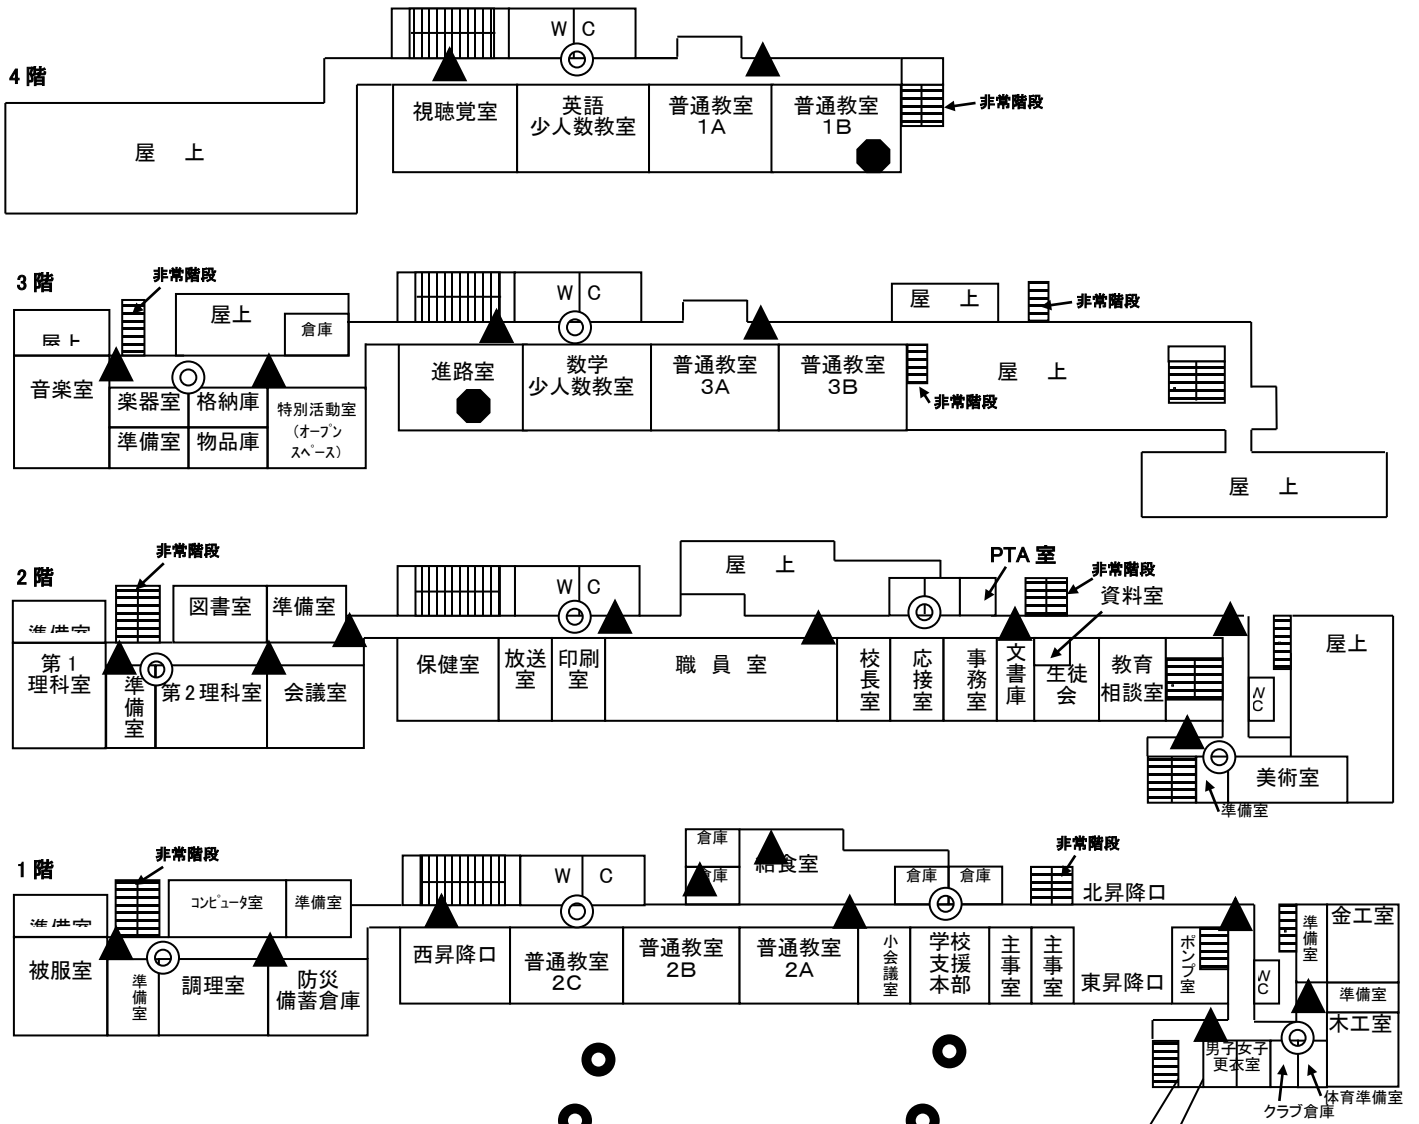 4 階
W C
視聴覚室
英語
少人数教室
普通教室
1A
普通教室
1B
非常階段
屋 上
3 階
非常階段
屋上
屋上
倉庫
音楽室
楽器室
準備室
格納庫
物品庫
特別活動室
(オープン
スペース)
W C
進路室
数学
少人数教室
普通教室
3A
普通教室
3B
屋 上
非常階段
非常階段
屋 上
屋 上
2 階
非常階段
準備室
図書室
準備室
第1
理科室
準備室
第2理科室
会議室
W C
屋 上
PTA 室
非常階段
資料室
保健室
放送室
印刷室
職 員 室
校長室
応接室
事務室
文書庫
生徒会
教育
相談室
屋上
美術室
準備室
1 階
非常階段
準備室
コンピュータ室
準備室
被服室
準備室
調理室
防災
備蓄倉庫
W C
倉庫
倉庫
給食室
倉庫
倉庫
非常階段
北昇降口
西昇降口
普通教室
2C
普通教室
2B
普通教室
2A
小会議室
学校
支援
本部
主事室
主事室
東昇降口
ポンプ室
準備室
金工室
準備室
木工室
男子女子
更衣室
クラブ倉庫
体育準備室